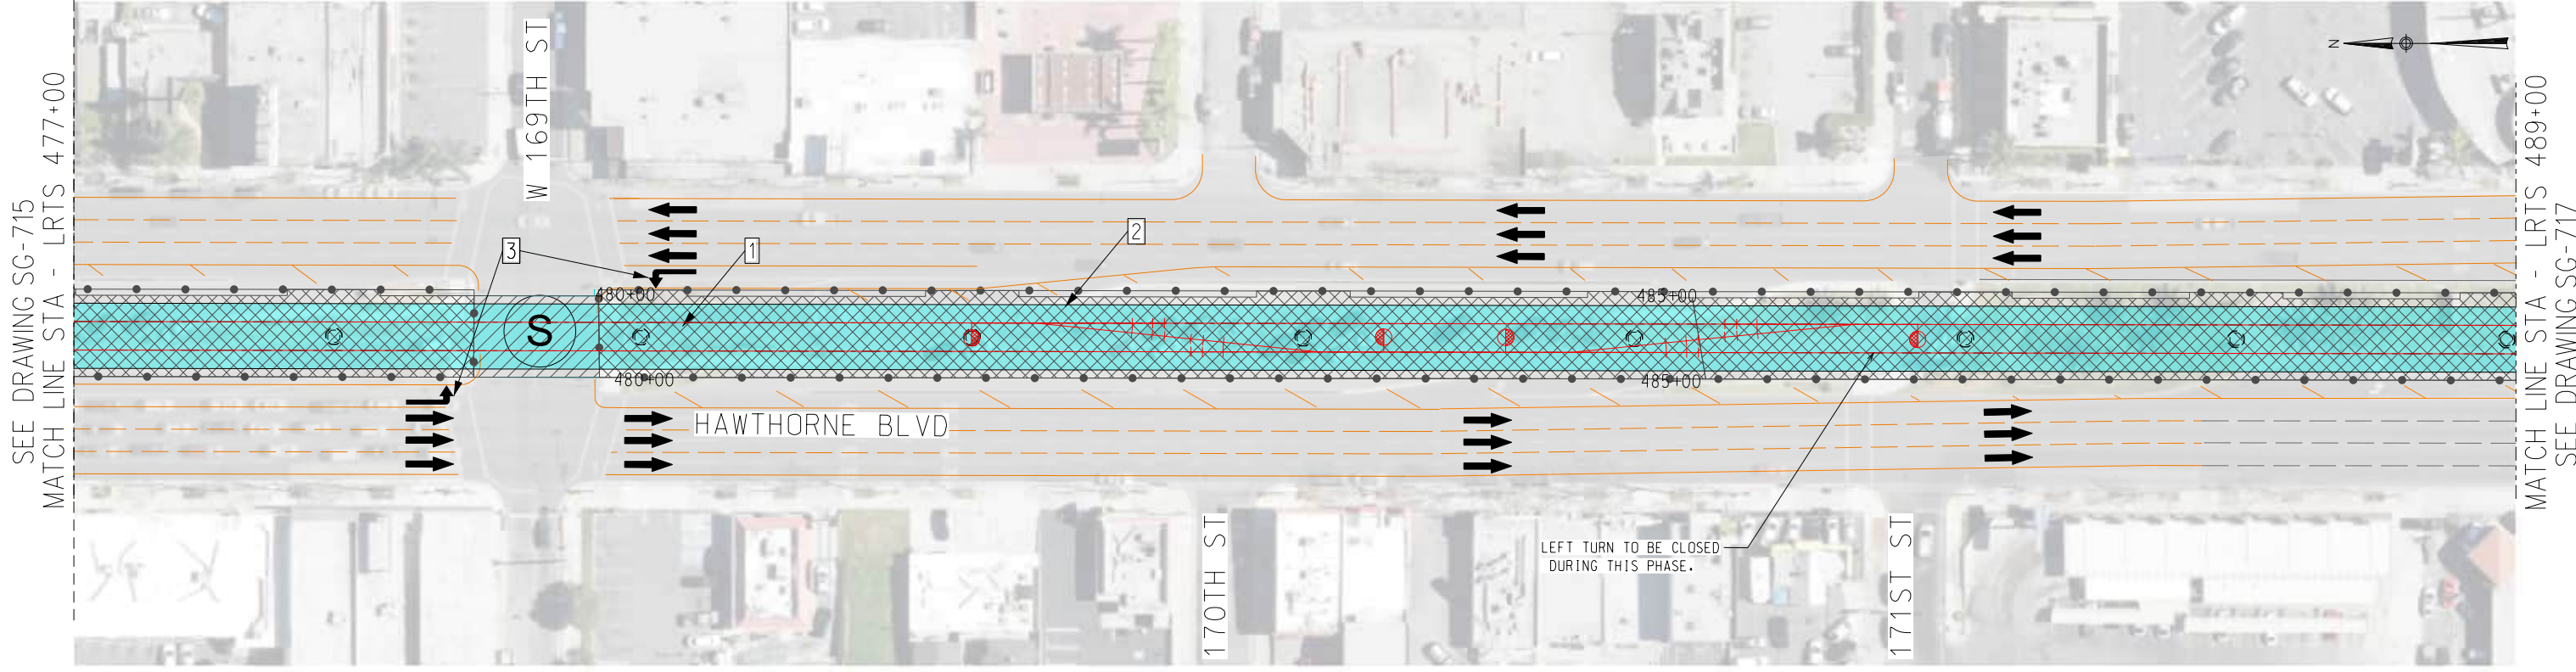 SEE DRAWING SG-715
MATCH LINE STA - LRTS 477+00
W 169TH ST
N
3
1
2
480+00
485+00
S
480+00
485+00
HAWTHORNE BLVD
LEFT TURN TO BE CLOSED
DURING THIS PHASE.
170TH ST
171ST ST
MATCH LINE STA - LRTS 489+00
SEE DRAWING SG-717